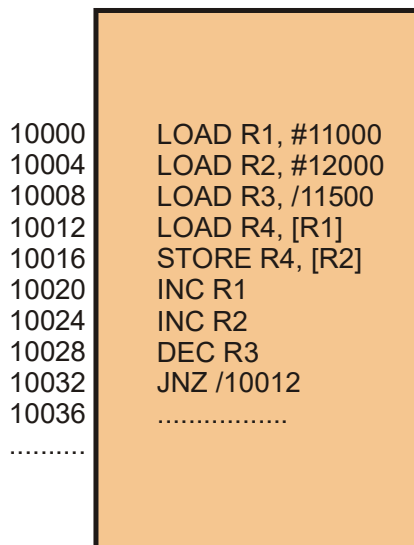 10000 LOAD R1, #11000
10004 LOAD R2, #12000
10008 LOAD R3, /11500
10012 LOAD R4, [R1]
10016 STORE R4, [R2]
10020 INC R1
10024 INC R2
10028 DEC R3
10032 JNZ /10012
10036 .................
..........